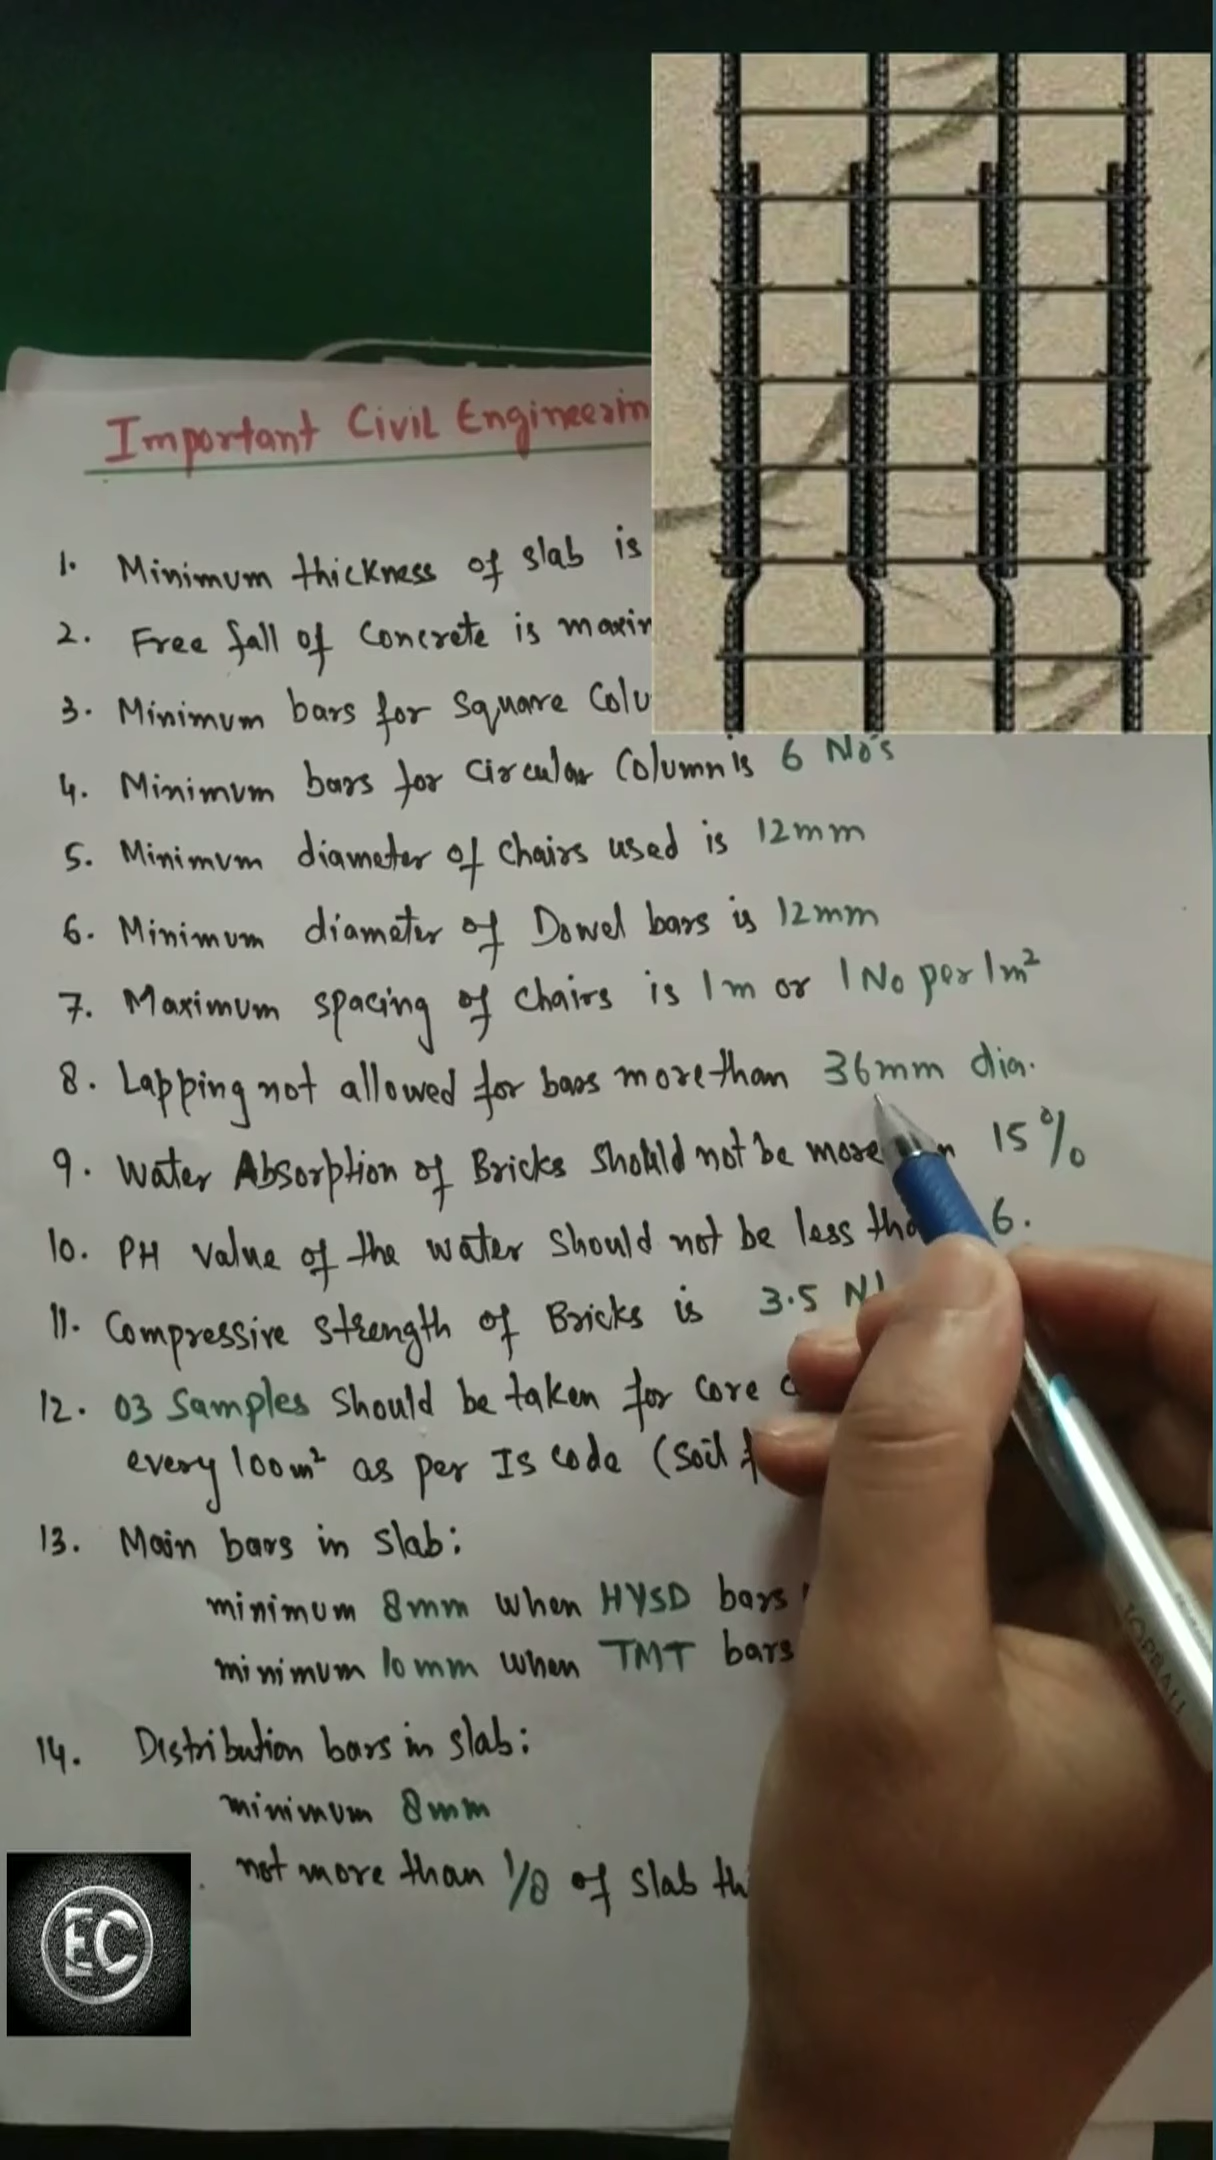 Important Civil Engineerin
1. Minimum thickness of slab is
2. Free fall of Concrete is maxim
3. Minimum bars for Square Colu
4. Minimum bars for Circular Column is 6 No's
5. Minimum diameter of Chairs used is 12mm
6. Minimum diameter of Dowel bars is 12mm
7. Maximum spacing of Chairs is 1m or 1 No per 1m²
8. Lapping not allowed for bars more than 36mm dia.
9. Water Absorption of Bricks Should not be more 15%
10. PH value of the water should not be less tha 6.
11. Compressive strength of Bricks is 3.5 N
12. 03 Samples should be taken for core
every 100m² as per Is code (soil
13. Main bars in slab:
minimum 8mm when HYSD bars
minimum 10mm when TMT bars
14. Distribution bars in slab:
minimum 8mm
not more than 1/8 of slab th
EC